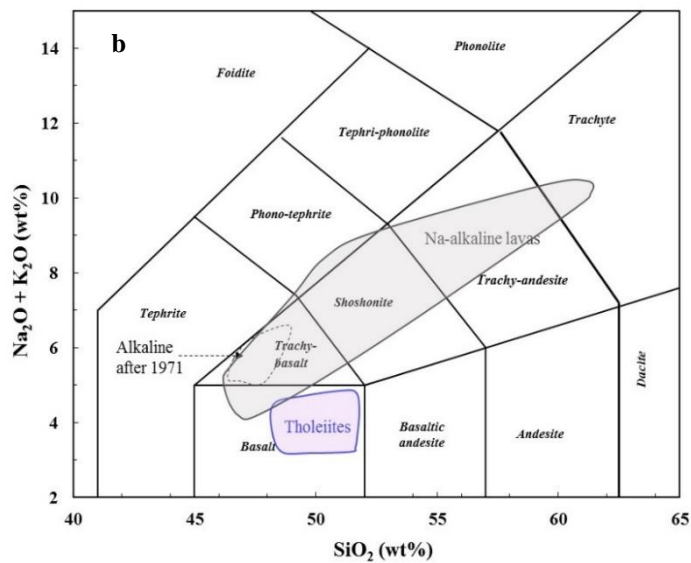 b
Phonolite
Foidite
Trachyte
Tephri-phonolite
Phono-tephrite
Na-alkaline lavas
Trachy-andesite
Shoshonite
Tephrite
Alkaline
after 1971
Trachy-
basalt
Dacite
Tholeiites
Basalt
Basaltic
andesite
Andesite
Na₂O + K₂O (wt%)
14
12
10
8
6
4
2
40
45
50
55
60
65
SiO₂ (wt%)